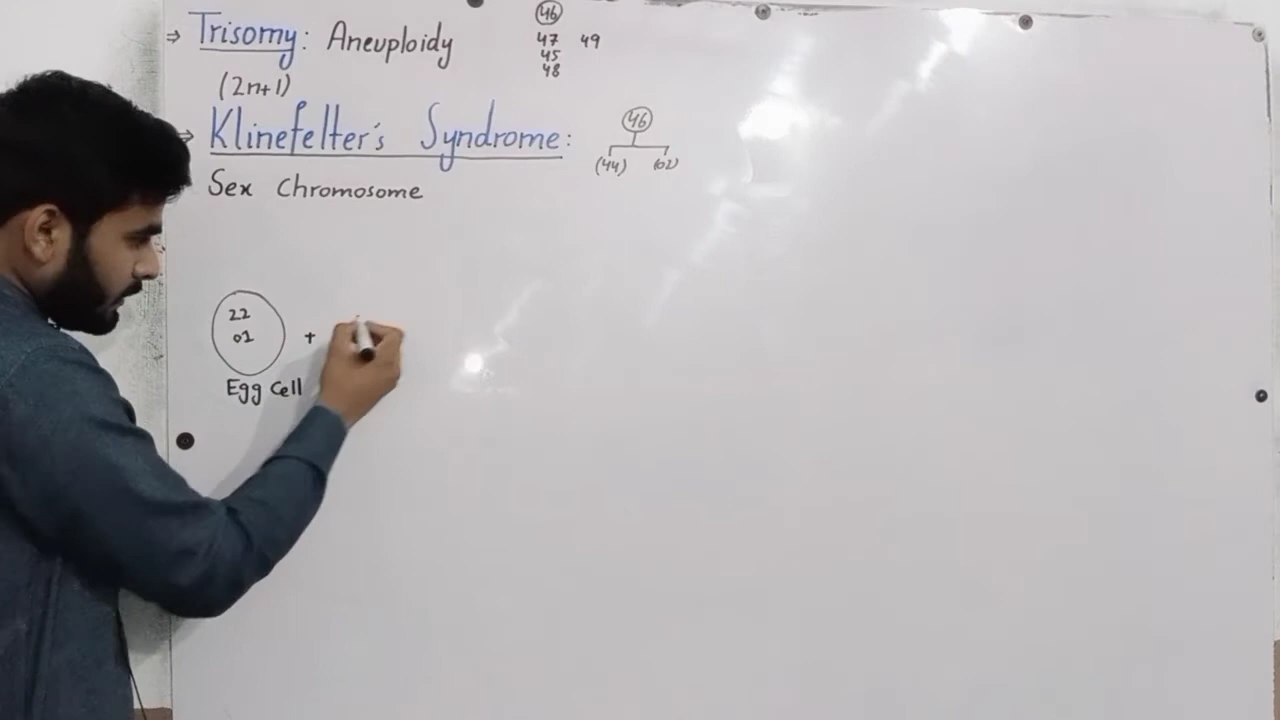 ⇒ Trisomy: Aneuploidy
(2n+1)
46
47 49
45
48
⇒ Klinefelter's Syndrome:
46
(44) (02)
Sex Chromosome
22
01
+
Egg Cell